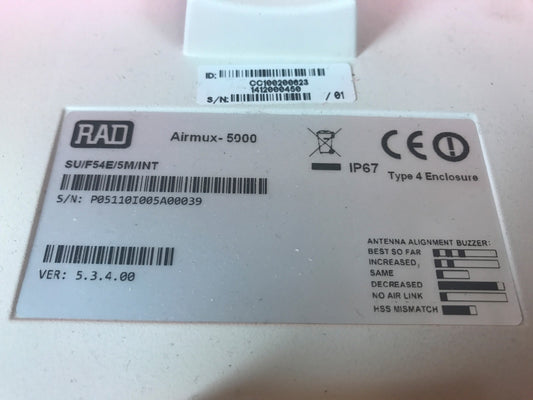 ID:
CC100200623
1412000450
S/N: / 01
RAD
Airmux- 5000
SU/F54E/5M/INT
S/N: P05110I005A00039
IP67
Type 4 Enclosure
VER: 5.3.4.00
ANTENNA ALIGNMENT BUZZER:
BEST SO FAR
INCREASED,
SAME
DECREASED
NO AIR LINK
HSS MISMATCH